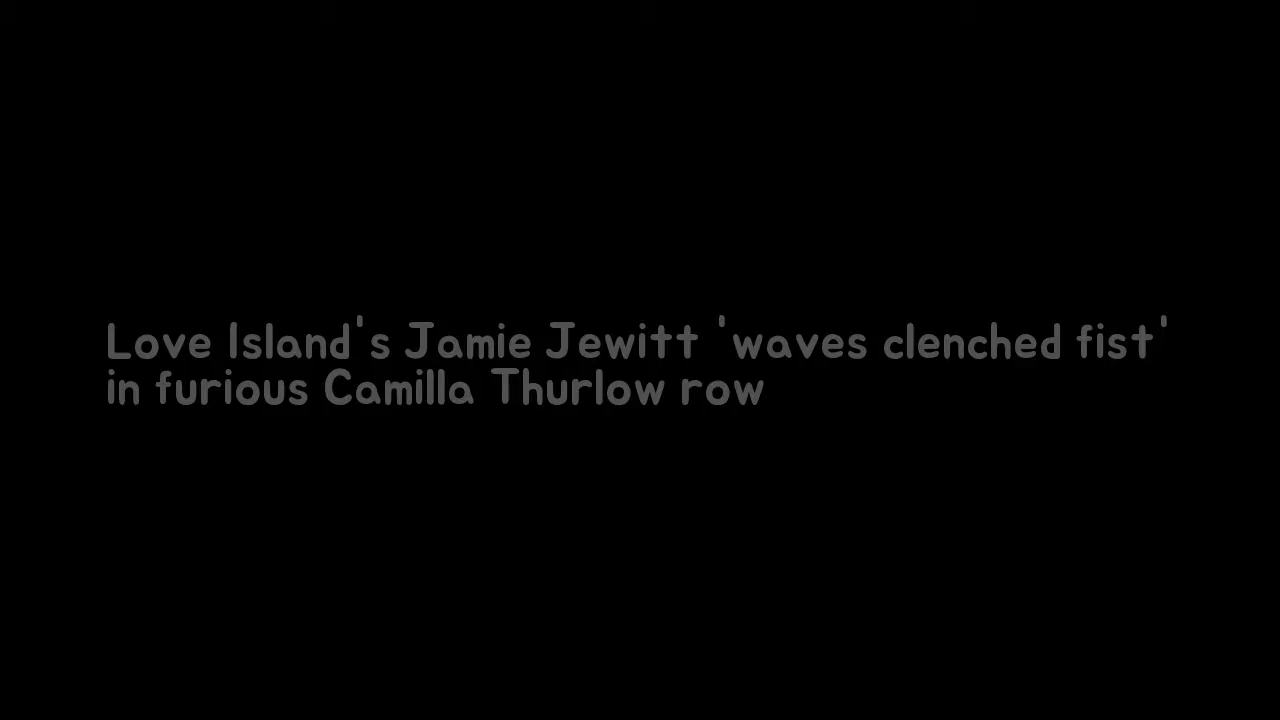 Love Island's Jamie Jewitt 'waves clenched fist'
in furious Camilla Thurlow row